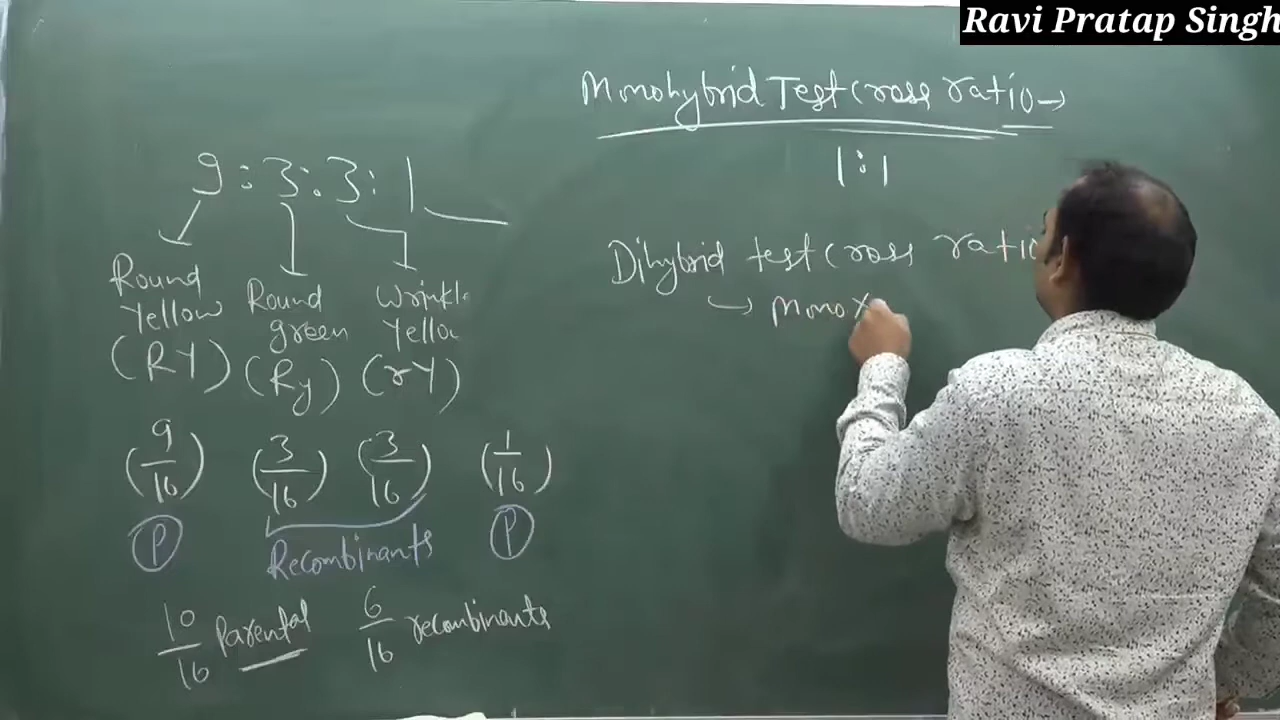 Ravi Pratap Singh
Monohybrid Test Cross ratio →
1:1
Dihybrid test cross ratio
↳ Mono X
9:3:3:1
Round Yellow (RY)
Round green (Ry)
Wrinkle Yello (rY)
(9/16) (3/16) (3/16) (1/16)
P Recombinants P
10/16 Parental 6/16 recombinants